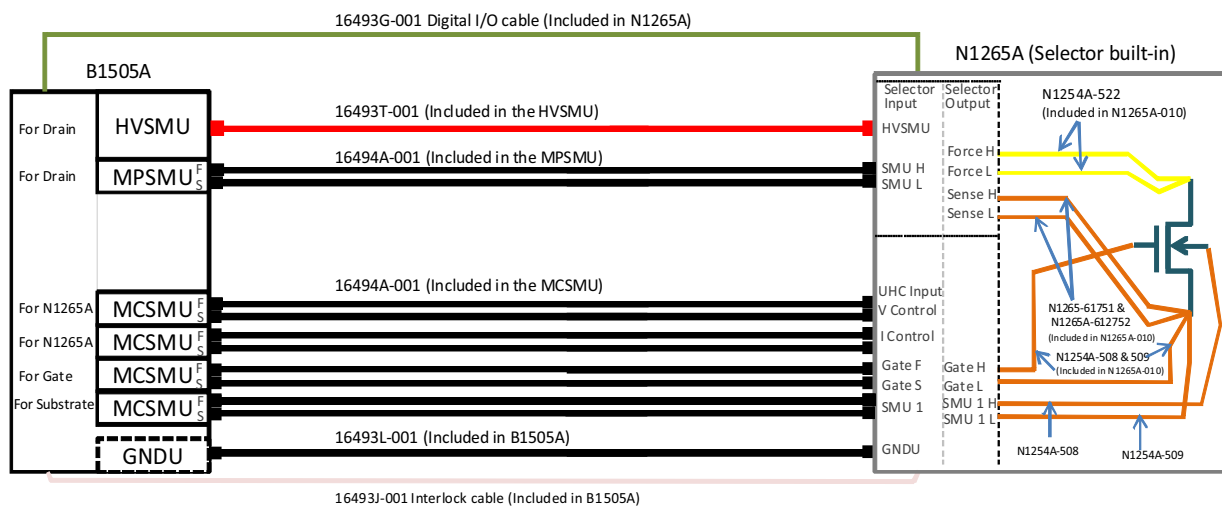 16493G-001 Digital I/O cable (Included in N1265A)
N1265A (Selector built-in)
B1505A
Selector Input
Selector Output
N1254A-522
(Included in N1265A-010)
For Drain
HVSMU
16493T-001 (Included in the HVSMU)
HVSMU
Force H
For Drain
MPSMU
F
S
16494A-001 (Included in the MPSMU)
SMU H
SMU L
Force L
Sense H
Sense L
For N1265A
MCSMU
F
S
16494A-001 (Included in the MCSMU)
UHC Input
V Control
N1265-61751 &
N1265A-612752
(Included in N1265A-010)
For N1265A
MCSMU
F
S
I Control
N1254A-508 & 509
(Included in N1265A-010)
For Gate
MCSMU
F
S
Gate F
Gate S
Gate H
Gate L
For Substrate
MCSMU
F
S
SMU 1
SMU 1 H
SMU 1 L
GNDU
16493L-001 (Included in B1505A)
GNDU
N1254A-508
N1254A-509
16493J-001 Interlock cable (Included in B1505A)